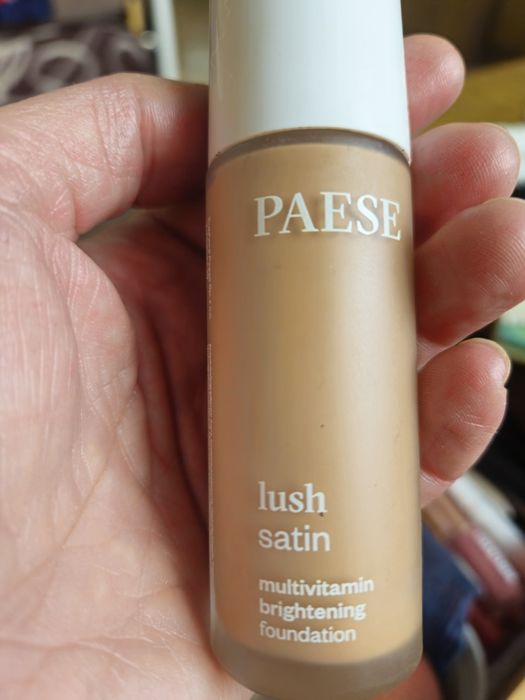 PAESE
lush
satin
multivitamin
brightening
foundation